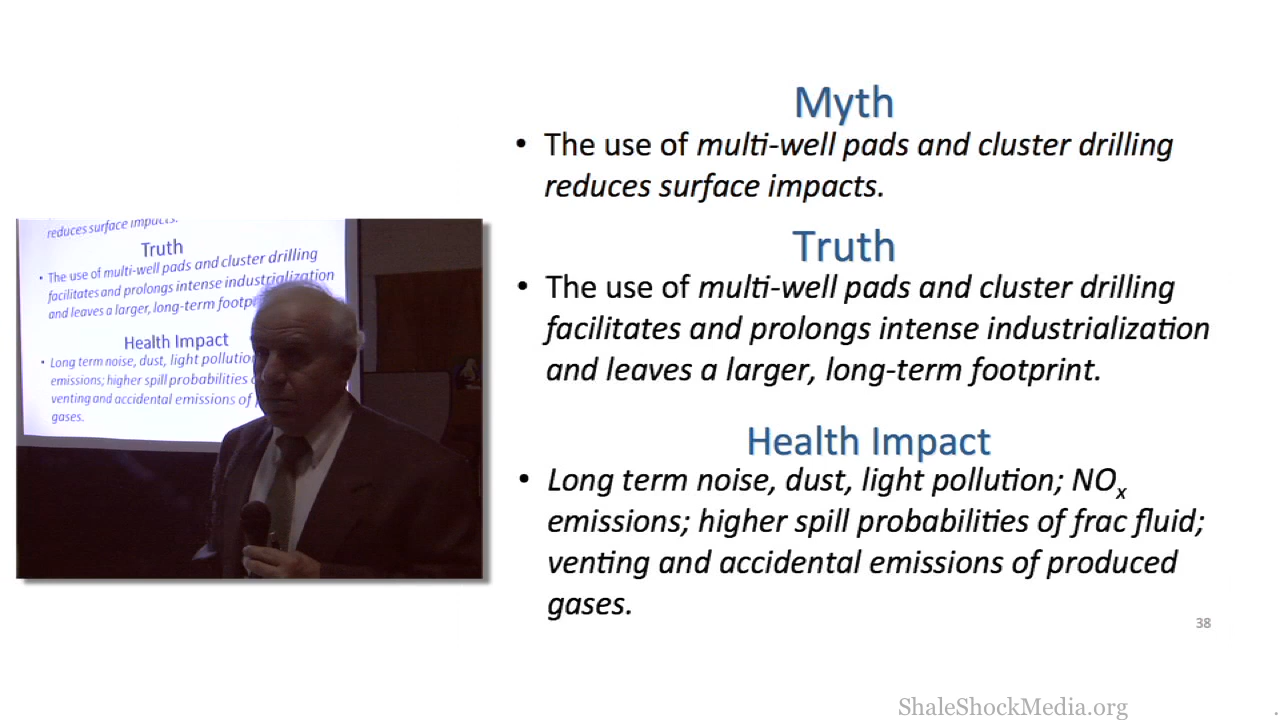 Myth
• The use of multi-well pads and cluster drilling
reduces surface impacts.
Truth
• The use of multi-well pads and cluster drilling
facilitates and prolongs intense industrialization
and leaves a larger, long-term footprint.
Health Impact
• Long term noise, dust, light pollution; NOx
emissions; higher spill probabilities of frac fluid;
venting and accidental emissions of produced
gases.
38
ShaleShockMedia.org
reduces surface impacts.
Truth
• The use of multi-well pads and cluster drilling
facilitates and prolongs intense industrialization
and leaves a larger, long-term
Health Impact
• Long term noise, dust, light
emissions; higher spill probabilities
venting and accidental emissions of
gases.